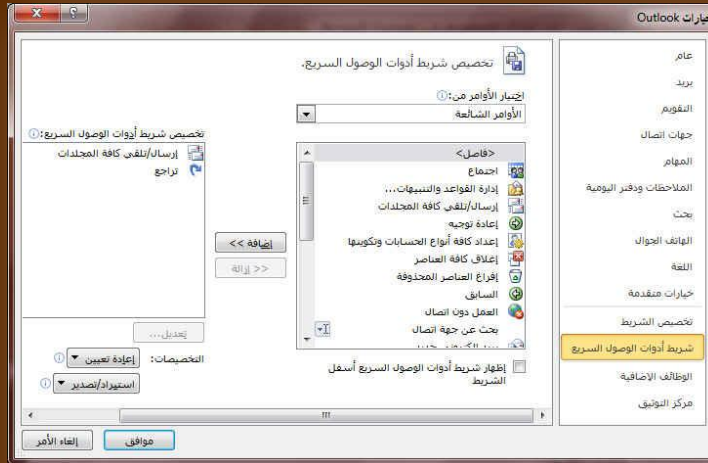 خيارات Outlook
عام
بريد
التقويم
جهات اتصال
المهام
الملاحظات ودفتر اليومية
بحث
الهاتف الجوال
اللغة
خيارات متقدمة
تخصيص الشريط
شريط أدوات الوصول السريع
الوظائف الإضافية
مركز التوثيق
تخصيص شريط أدوات الوصول السريع.
اختيار الأوامر من:
الأوامر الشائعة
<فاصل>
اجتماع
إدارة القواعد والتنبيهات...
إرسال/تلقي كافة المجلدات
إعادة توجيه
إعداد كافة أنواع الحسابات وتكوينها
إغلاق كافة العناصر
إفراغ العناصر المحذوفة
السابق
العمل دون اتصال
بحث عن جهة اتصال
بريد إلكتروني جديد
إظهار شريط أدوات الوصول السريع أسفل
الشريط
إضافة >>
<< إزالة
تخصيص شريط أدوات الوصول السريع:
إرسال/تلقي كافة المجلدات
تراجع
تعديل...
التخصيصات:
إعادة تعيين
استيراد/تصدير
موافق
إلغاء الأمر